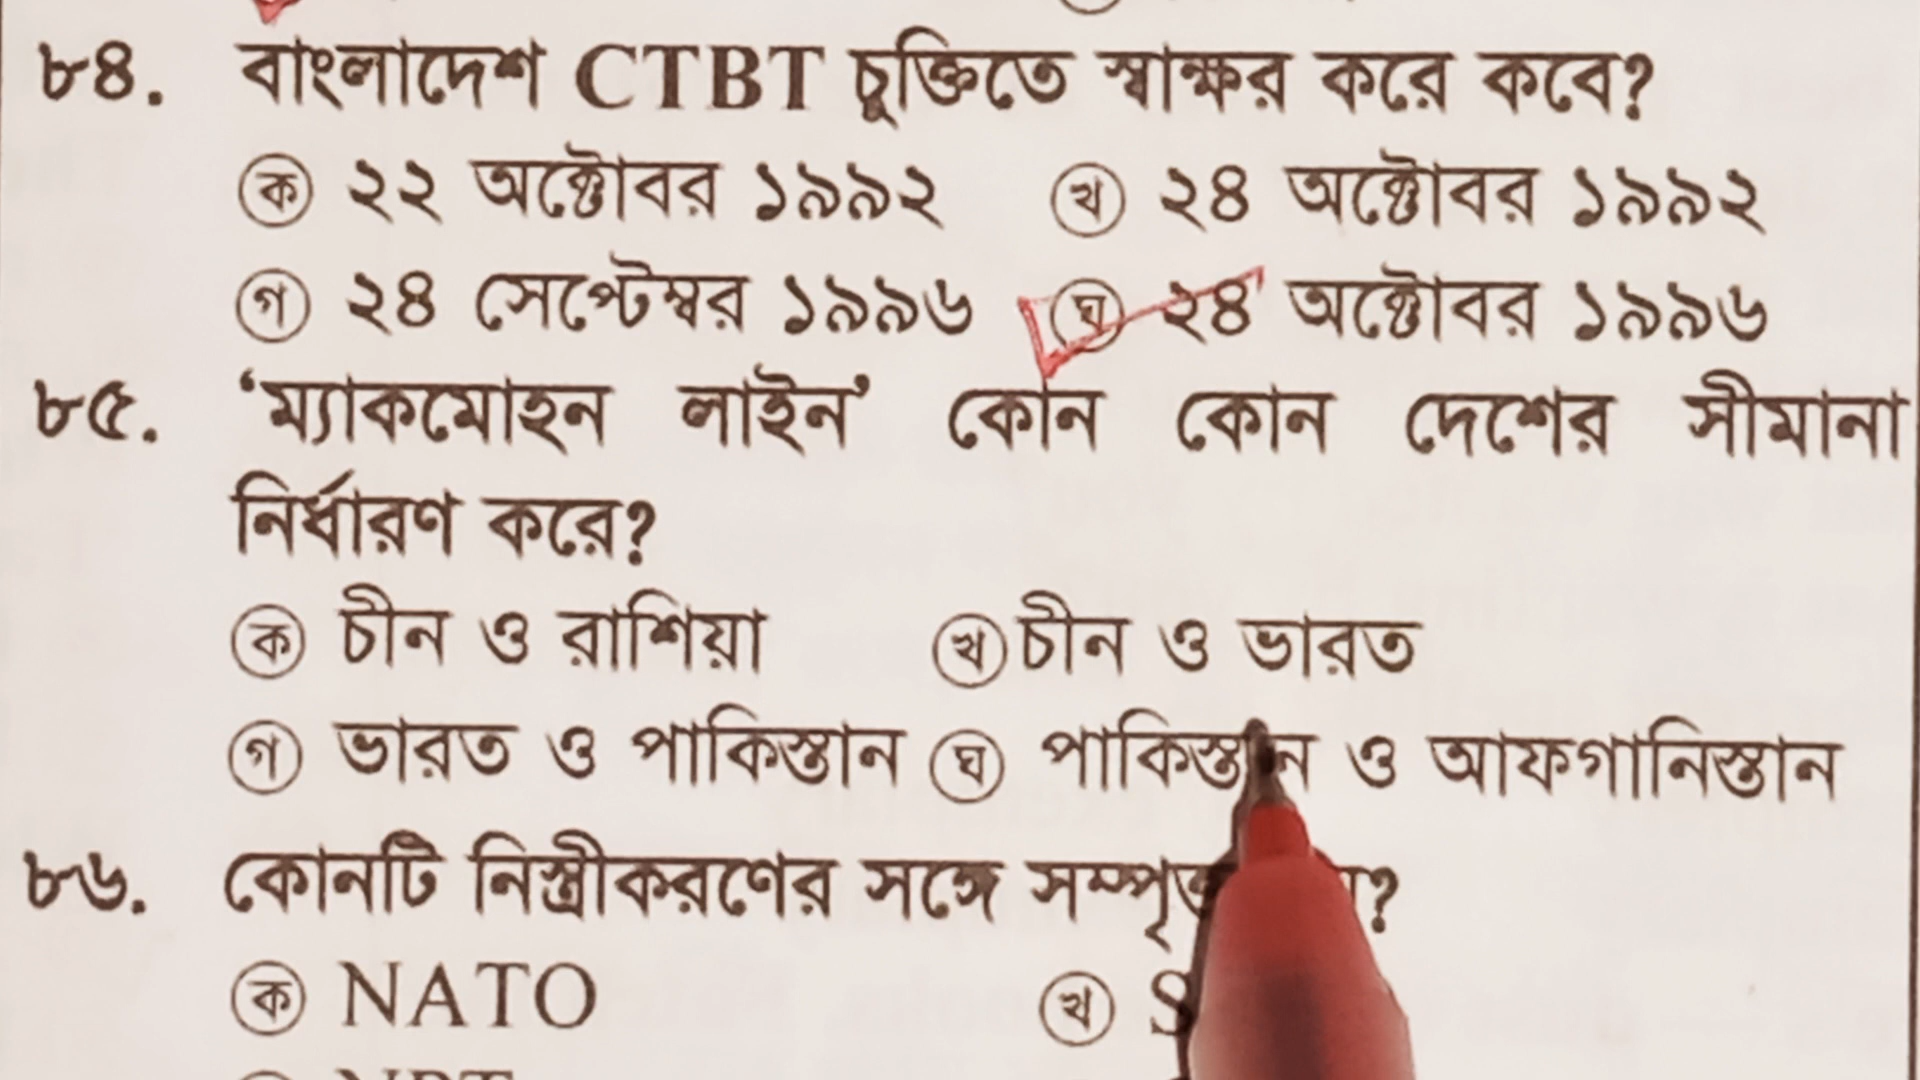 ৮৪. বাংলাদেশ CTBT চুক্তিতে স্বাক্ষর করে কবে?
ক ২২ অক্টোবর ১৯৯২ খ ২৪ অক্টোবর ১৯৯২
গ ২৪ সেপ্টেম্বর ১৯৯৬ ঘ ২৪ অক্টোবর ১৯৯৬
৮৫. ‘ম্যাকমোহন লাইন’ কোন কোন দেশের সীমানা
নির্ধারণ করে?
ক চীন ও রাশিয়া খ চীন ও ভারত
গ ভারত ও পাকিস্তান ঘ পাকিস্তান ও আফগানিস্তান
৮৬. কোনটি নিস্ত্রীকরণের সঙ্গে
ক NATO খ